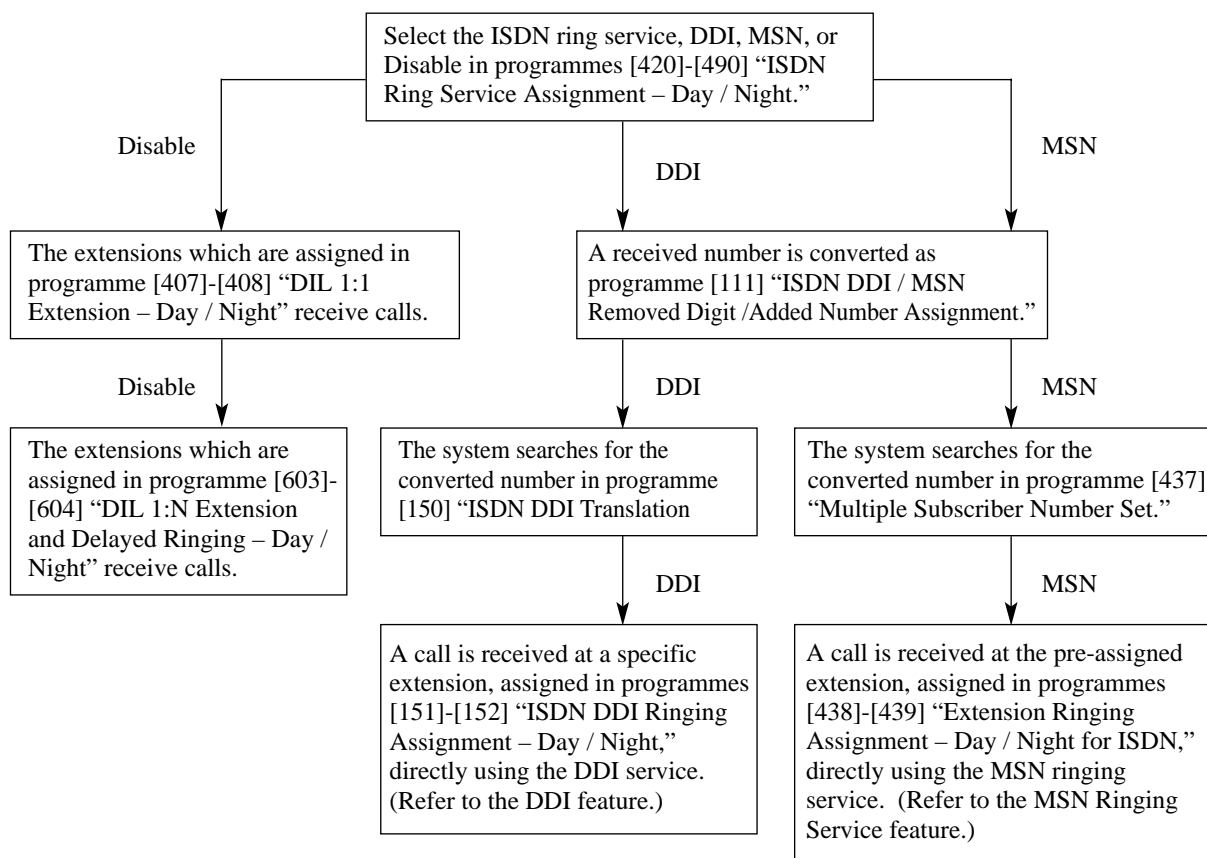 Select the ISDN ring service, DDI, MSN, or
Disable in programmes [420]-[490] “ISDN
Ring Service Assignment – Day / Night.”
Disable
DDI
MSN
The extensions which are assigned in
programme [407]-[408] “DIL 1:1
Extension – Day / Night” receive calls.
A received number is converted as
programme [111] “ISDN DDI / MSN
Removed Digit /Added Number Assignment.”
Disable
DDI
MSN
The extensions which are
assigned in programme [603]-
[604] “DIL 1:N Extension
and Delayed Ringing – Day /
Night” receive calls.
The system searches for the
converted number in programme
[150] “ISDN DDI Translation
The system searches for the
converted number in programme [437]
“Multiple Subscriber Number Set.”
DDI
MSN
A call is received at a specific
extension, assigned in programmes
[151]-[152] “ISDN DDI Ringing
Assignment – Day / Night,”
directly using the DDI service.
(Refer to the DDI feature.)
A call is received at the pre-assigned
extension, assigned in programmes
[438]-[439] “Extension Ringing
Assignment – Day / Night for ISDN,”
directly using the MSN ringing
service.  (Refer to the MSN Ringing
Service feature.)